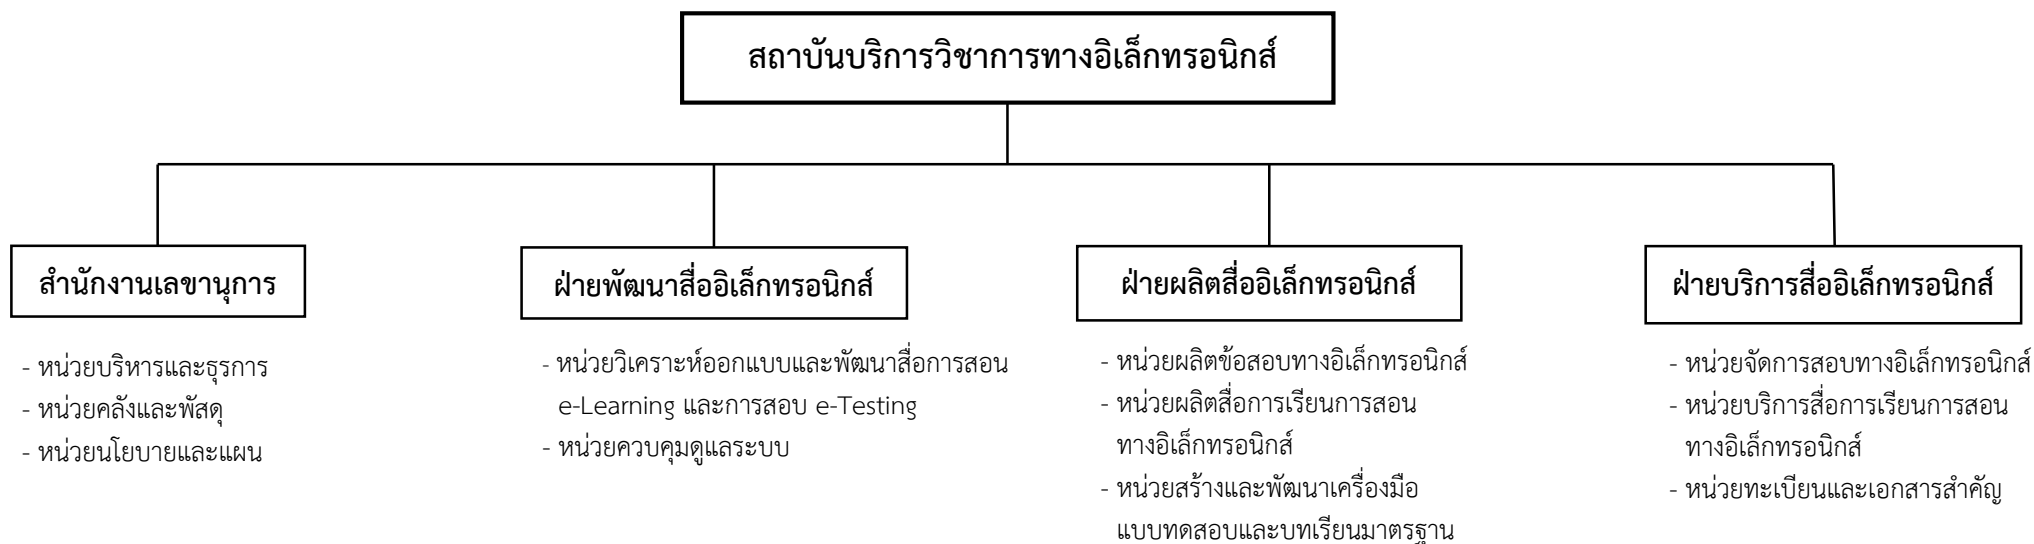 สถาบันบริการวิชาการทางอิเล็กทรอนิกส์
สำนักงานเลขานุการ
- หน่วยบริหารและธุรการ
- หน่วยคลังและพัสดุ
- หน่วยนโยบายและแผน
ฝ่ายพัฒนาสื่ออิเล็กทรอนิกส์
- หน่วยวิเคราะห์ออกแบบและพัฒนาสื่อการสอน
e-Learning และการสอบ e-Testing
- หน่วยควบคุมดูแลระบบ
ฝ่ายผลิตสื่ออิเล็กทรอนิกส์
- หน่วยผลิตข้อสอบทางอิเล็กทรอนิกส์
- หน่วยผลิตสื่อการเรียนการสอน
ทางอิเล็กทรอนิกส์
- หน่วยสร้างและพัฒนาเครื่องมือ
แบบทดสอบและบทเรียนมาตรฐาน
ฝ่ายบริการสื่ออิเล็กทรอนิกส์
- หน่วยจัดการสอบทางอิเล็กทรอนิกส์
- หน่วยบริการสื่อการเรียนการสอน
ทางอิเล็กทรอนิกส์
- หน่วยทะเบียนและเอกสารสำคัญ